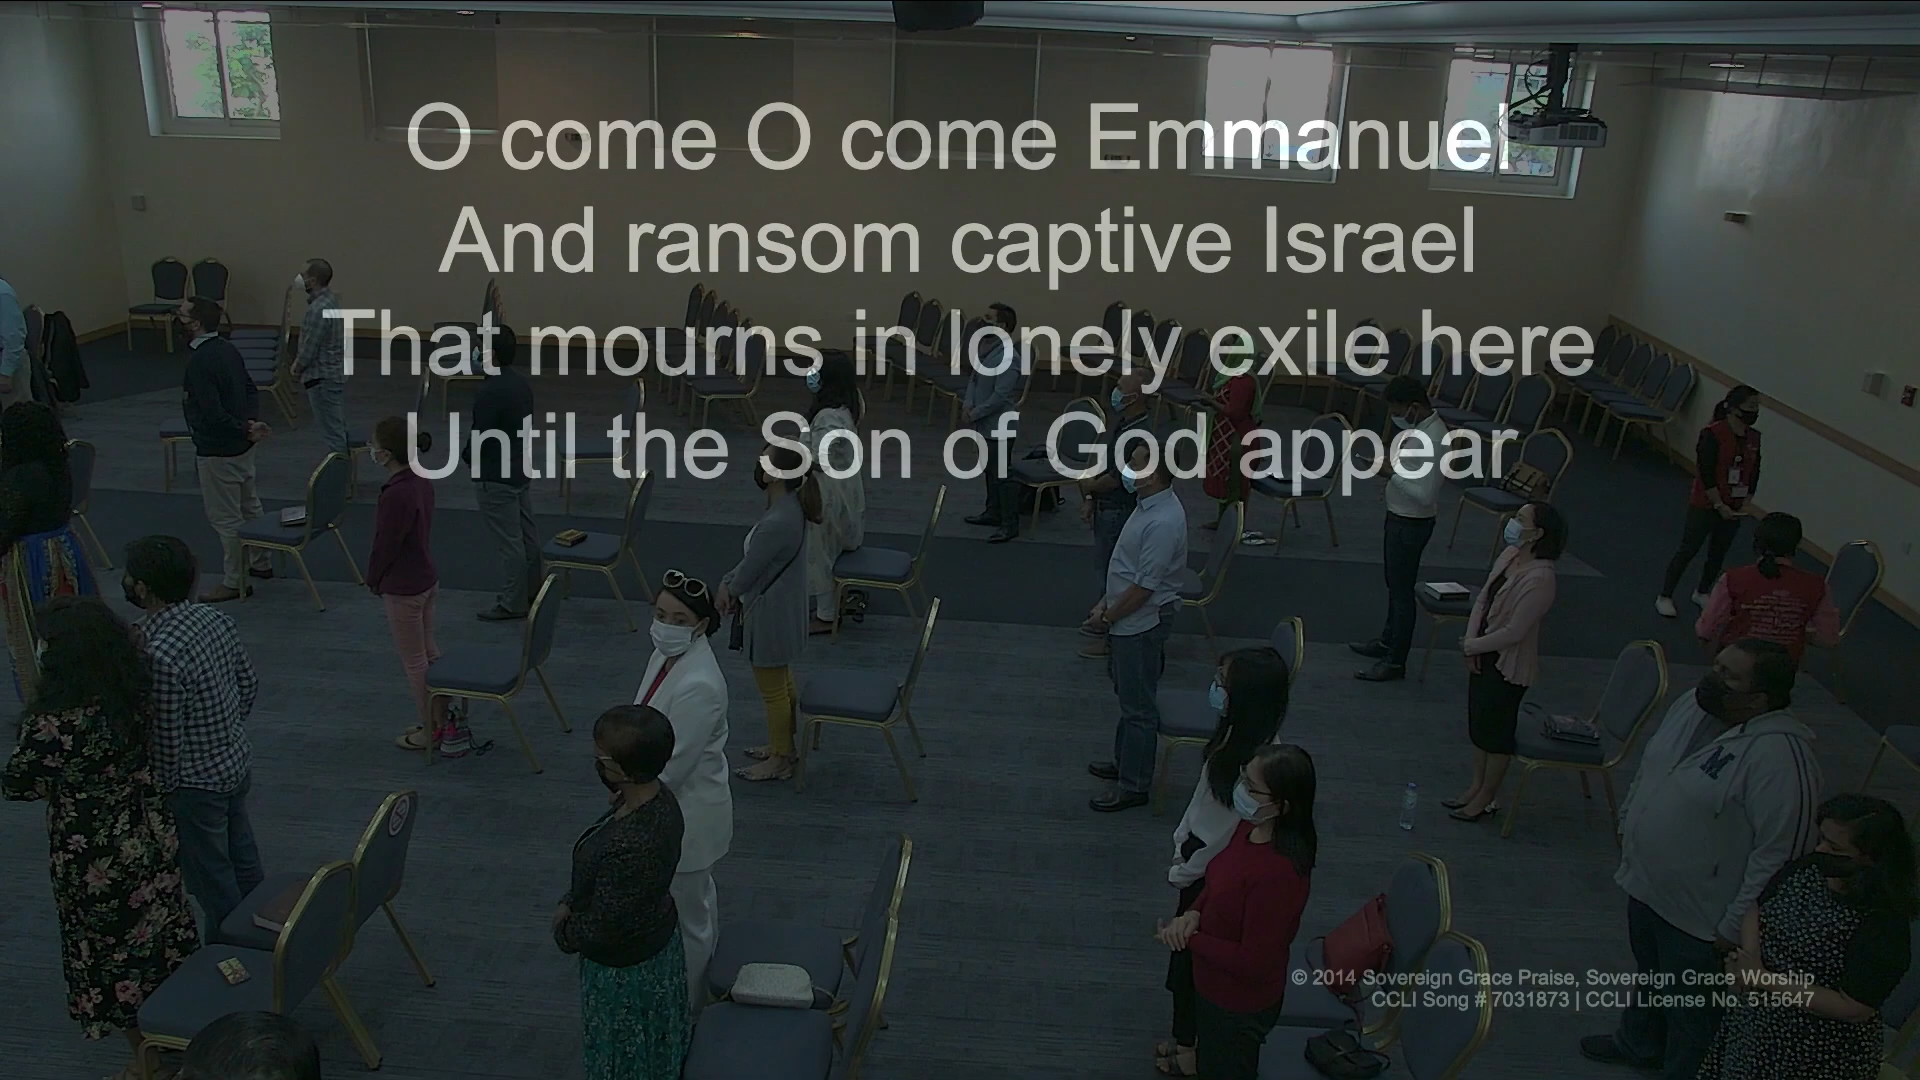 O come O come Emmanuel
And ransom captive Israel
That mourns in lonely exile here
Until the Son of God appear
M
© 2014 Sovereign Grace Praise, Sovereign Grace Worship
CCLI Song # 7031873 | CCLI License No. 515647